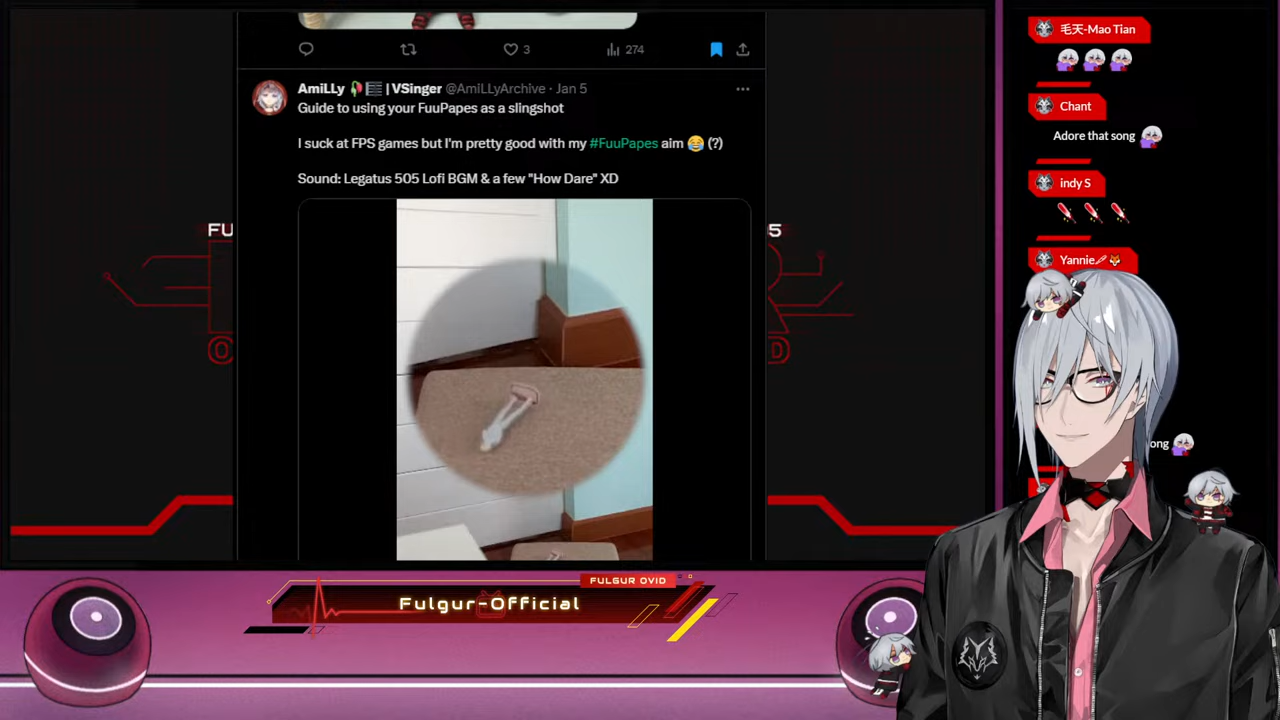 3
274
AmiLLy | VSinger @AmiLLyArchive · Jan 5
Guide to using your FuuPapes as a slingshot
I suck at FPS games but I'm pretty good with my #FuuPapes aim 😂 (?)
Sound: Legatus 505 Lofi BGM & a few "How Dare" XD
FU
5
O
D
FULGUR OVID
Fulgur-Official
毛天-Mao Tian
Chant
Adore that song
indy S
Yannie
ong